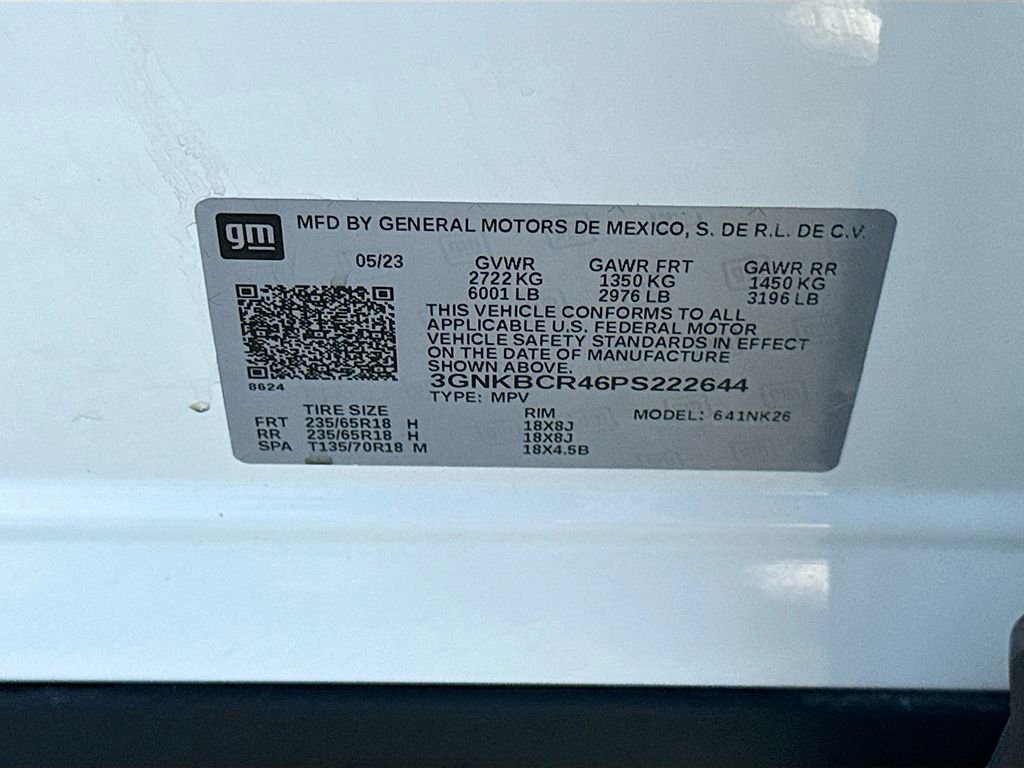 gm MFD BY GENERAL MOTORS DE MEXICO, S. DE R.L. DE C.V.
05/23 GVWR GAWR FRT GAWR RR
2722 KG 1350 KG 1450 KG
6001 LB 2976 LB 3196 LB
THIS VEHICLE CONFORMS TO ALL
APPLICABLE U.S. FEDERAL MOTOR
VEHICLE SAFETY STANDARDS IN EFFECT
ON THE DATE OF MANUFACTURE
SHOWN ABOVE.
8624 3GNKBCR46PS222644
TYPE: MPV
TIRE SIZE RIM MODEL: 641NK26
FRT 235/65R18 H 18X8J
RR 235/65R18 H 18X8J
SPA T135/70R18 M 18X4.5B